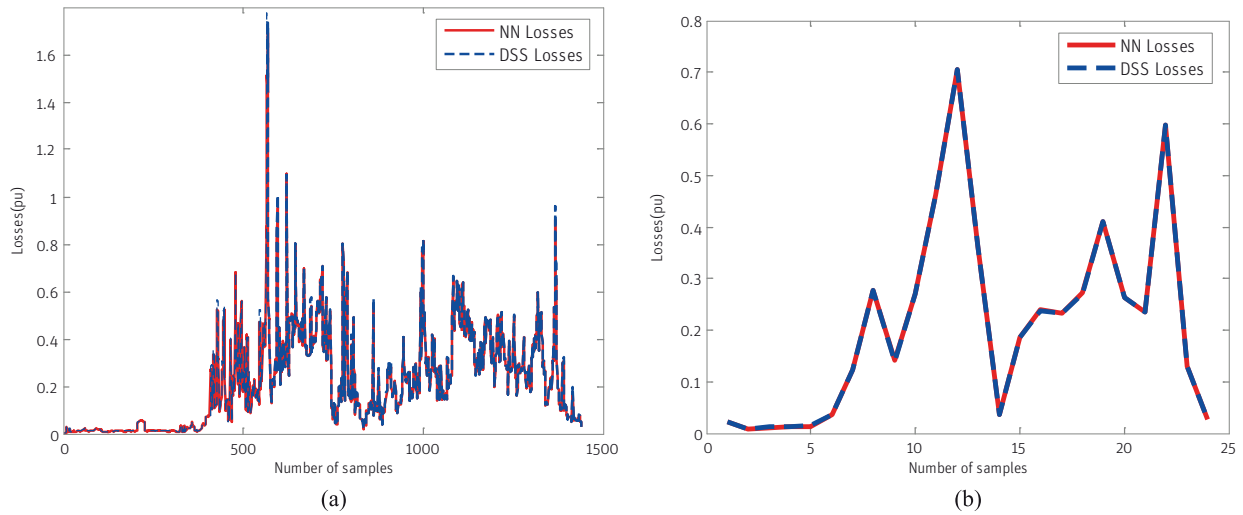 NN Losses
DSS Losses
1.6
1.4
1.2
1
0.8
0.6
0.4
0.2
0
Losses(pu)
500
1000
1500
Number of samples
(a)
NN Losses
DSS Losses
0.8
0.7
0.6
0.5
0.4
0.3
0.2
0.1
0
Losses(pu)
0
5
10
15
20
25
Number of samples
(b)